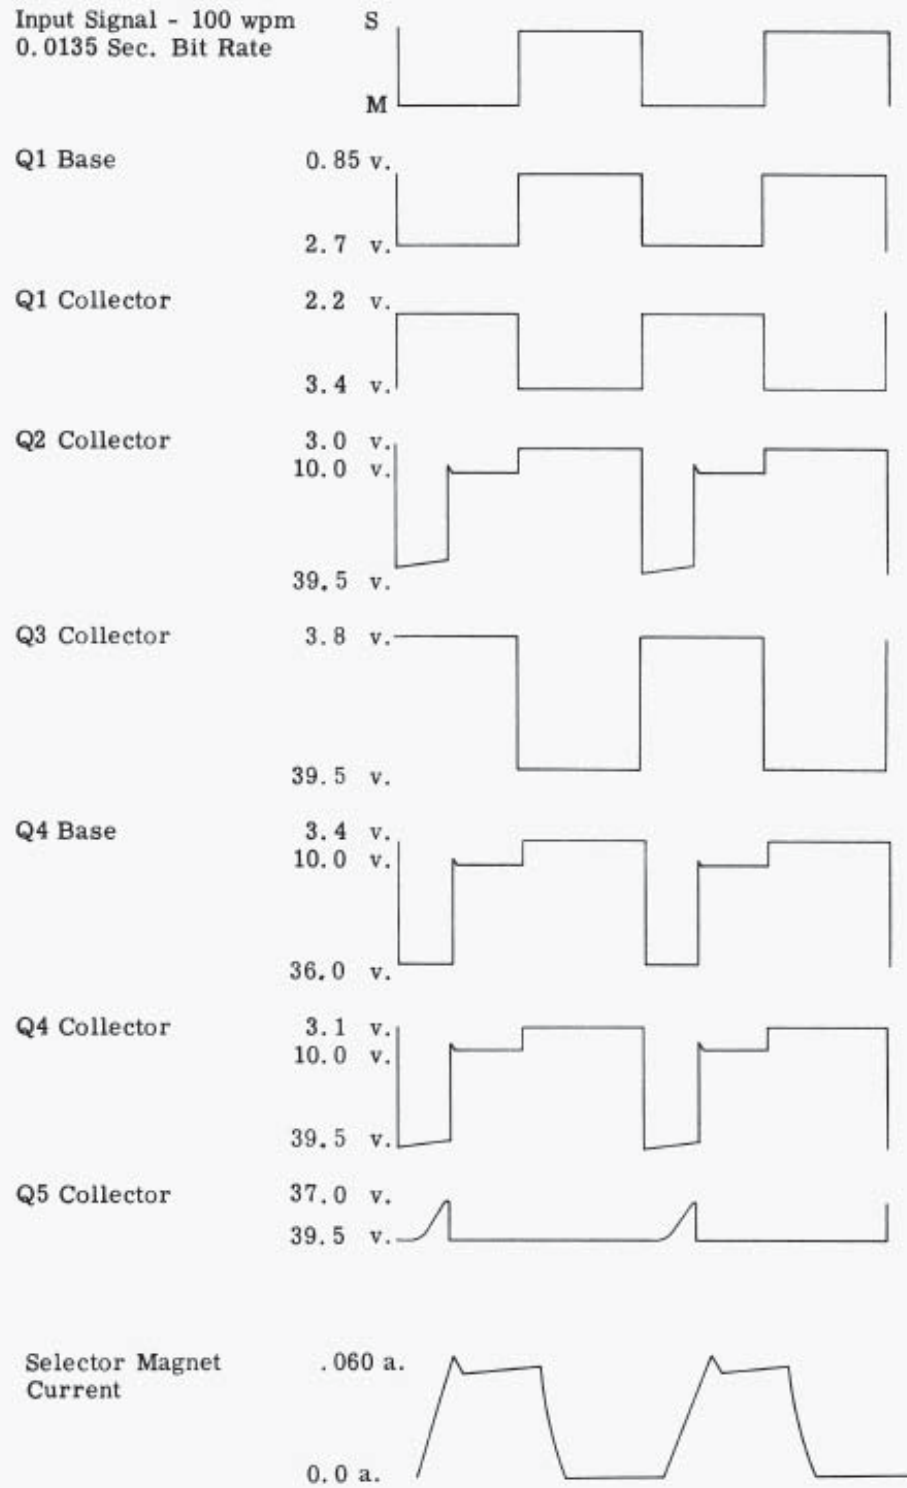 Input Signal - 100 wpm
0.0135 Sec. Bit Rate
S
M
Q1 Base
0.85 v.
2.7 v.
Q1 Collector
2.2 v.
3.4 v.
Q2 Collector
3.0 v.
10.0 v.
39.5 v.
Q3 Collector
3.8 v.
39.5 v.
Q4 Base
3.4 v.
10.0 v.
36.0 v.
Q4 Collector
3.1 v.
10.0 v.
39.5 v.
Q5 Collector
37.0 v.
39.5 v.
Selector Magnet
Current
.060 a.
0.0 a.